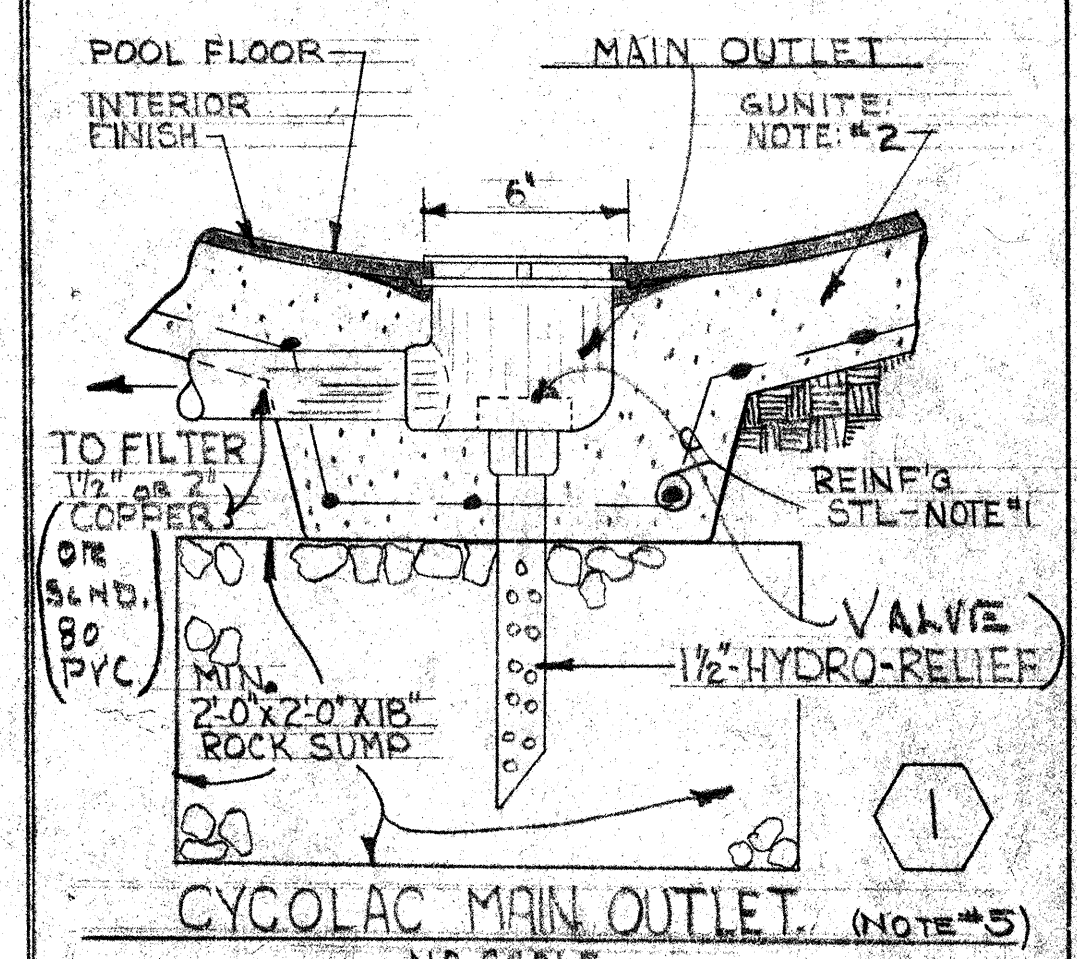 POOL FLOOR
MAIN OUTLET
INTERIOR
FINISH
GUNITE:
NOTE: #2
6"
TO FILTER
1½" OR 2"
COPPER
OR
SCHD.
80
PVC
REINF'G
STL-NOTE #1
VALVE
1½"-HYDRO-RELIEF
MIN.
2'-0"X2'-0"X18"
ROCK SUMP
1
CYCOLAC MAIN OUTLET. (NOTE #5)
NO SCALE